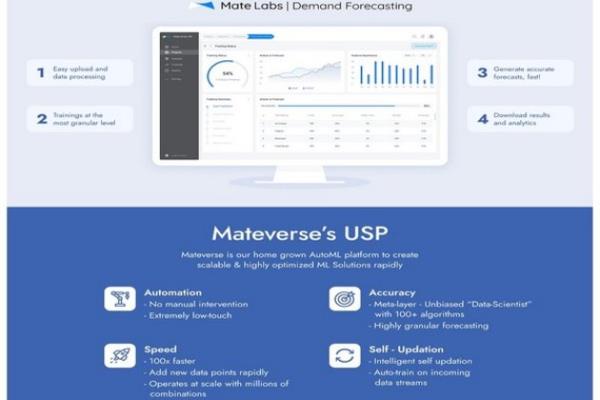 Mate Labs | Demand Forecasting
1 Easy upload and
data processing
2 Trainings at the
most granular level
3 Generate accurate
forecasts, fast!
4 Download results
and analytics
54%
Mateverse's USP
Mateverse is our home grown AutoML platform to create
scalable & highly optimized ML Solutions rapidly
Automation
- No manual intervention
- Extremely low-touch
Accuracy
- Meta-layer - Unbiased "Data-Scientist"
with 100+ algorithms
- Highly granular forecasting
Speed
- 100x faster
- Add new data points rapidly
- Operates at scale with millions of
combinations
Self - Updation
- Intelligent self updation
- Auto-train on incoming
data streams